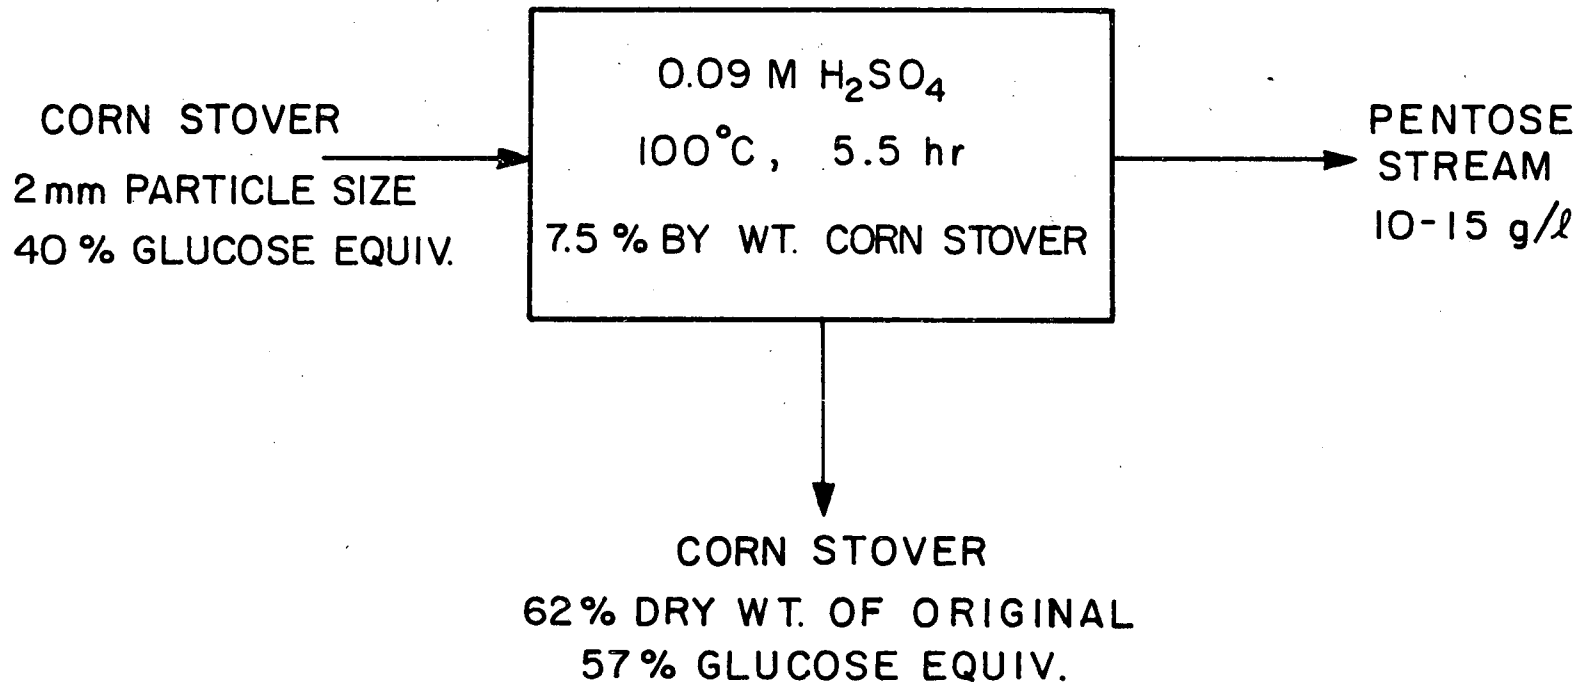 CORN STOVER
2mm PARTICLE SIZE
40% GLUCOSE EQUIV.
0.09 M H₂SO₄
100°C, 5.5 hr
7.5% BY WT. CORN STOVER
PENTOSE
STREAM
10-15 g/ℓ
CORN STOVER
62% DRY WT. OF ORIGINAL
57% GLUCOSE EQUIV.